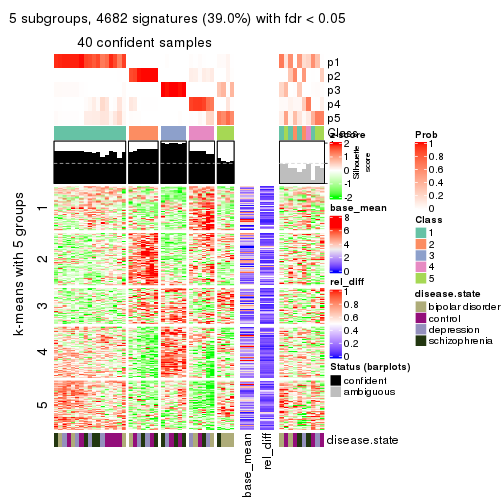 5 subgroups, 4682 signatures (39.0%) with fdr < 0.05
40 confident samples
p1
p2
p3
p4
p5
Class
Silhouette
score
k-means with 5 groups
1
2
3
4
5
base_mean
rel_diff
disease.state
z-score
2
1
0
-1
-2
base_mean
8
6
4
2
0
rel_diff
1
0.8
0.6
0.4
0.2
0
Status (barplots)
confident
ambiguous
Prob
1
0.8
0.6
0.4
0.2
0
Class
1
2
3
4
5
disease.state
bipolar disorder
control
depression
schizophrenia